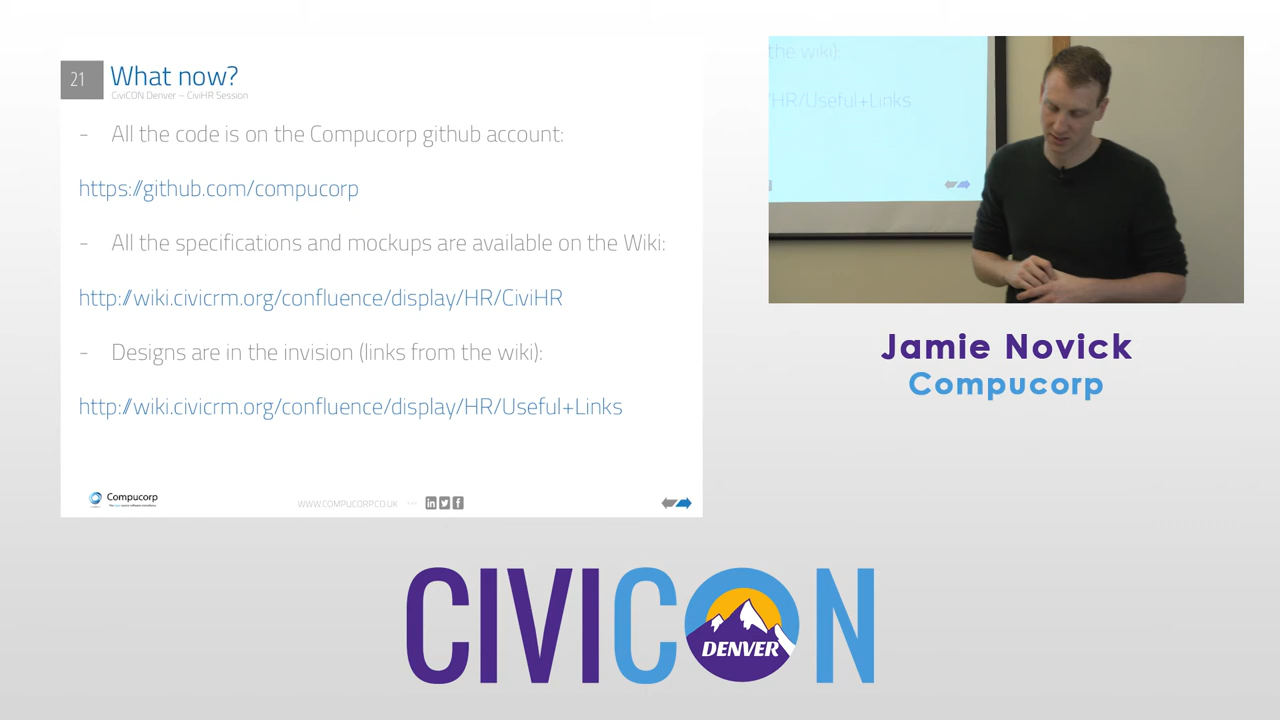 21
What now?
CiviCON Denver – CiviHR Session
- All the code is on the Compucorp github account:
https://github.com/compucorp
- All the specifications and mockups are available on the Wiki:
http://wiki.civicrm.org/confluence/display/HR/CiviHR
- Designs are in the invision (links from the wiki):
http://wiki.civicrm.org/confluence/display/HR/Useful+Links
Compucorp
WWW.COMPUCORP.CO.UK
in f
the wiki):
/HR/Useful+Links
Jamie Novick
Compucorp
CIVICON
DENVER